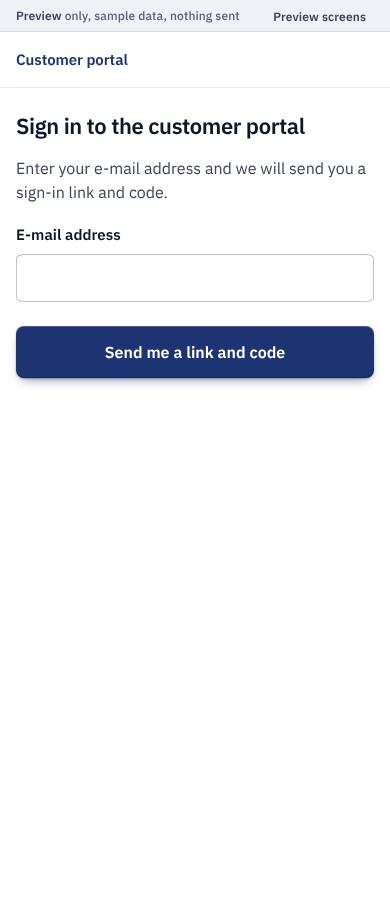 Preview only, sample data, nothing sent
Preview screens
Customer portal
Sign in to the customer portal
Enter your e-mail address and we will send you a
sign-in link and code.
E-mail address
Send me a link and code